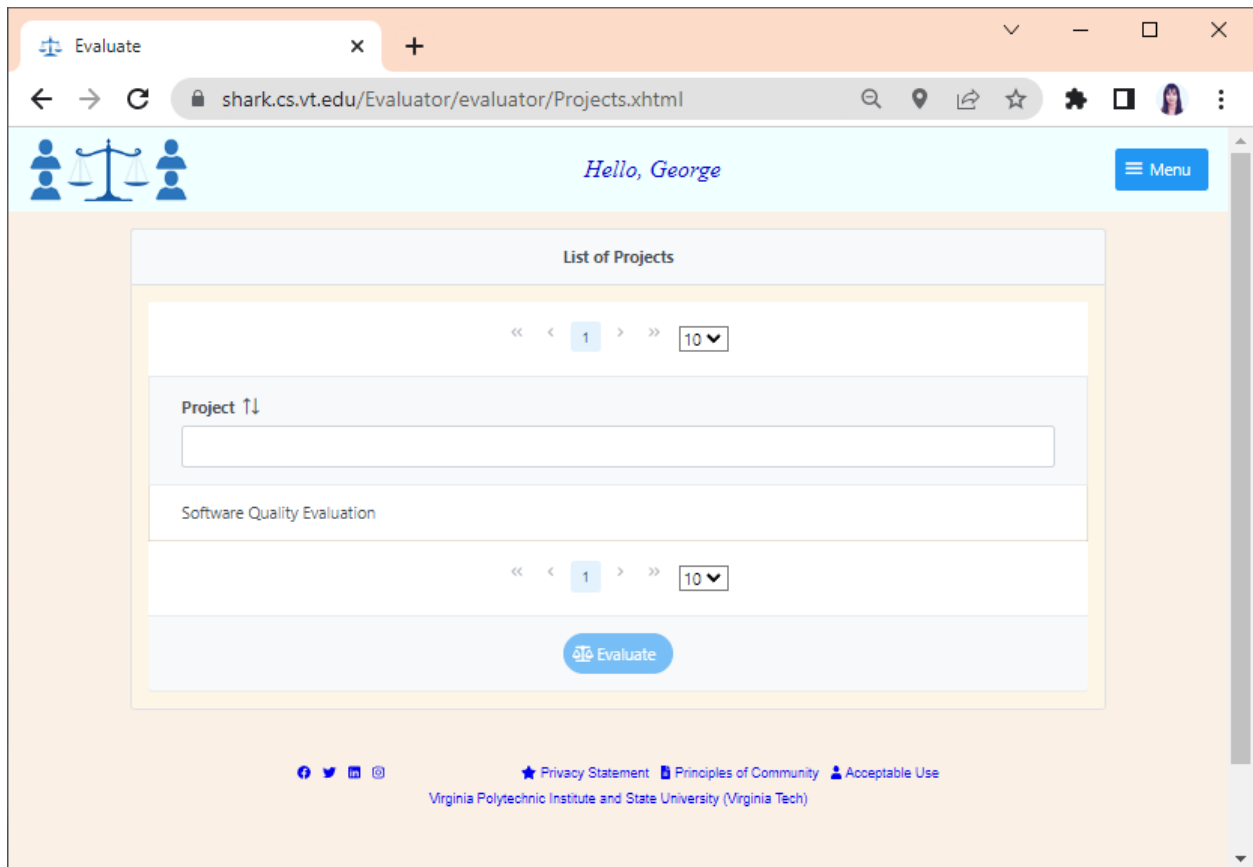 Evaluate
shark.cs.vt.edu/Evaluator/evaluator/Projects.xhtml
Hello, George
Menu
List of Projects
« ‹ 1 › » 10
Project
Software Quality Evaluation
« ‹ 1 › » 10
Evaluate
Privacy Statement Principles of Community Acceptable Use
Virginia Polytechnic Institute and State University (Virginia Tech)